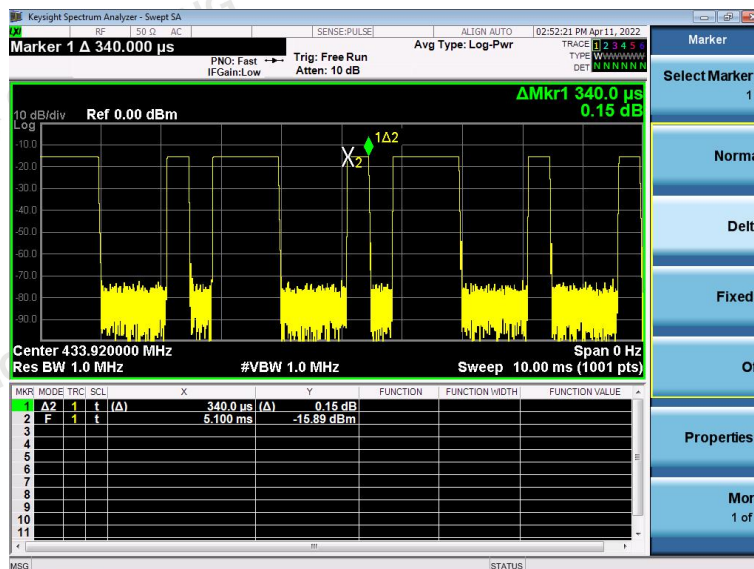 Keysight Spectrum Analyzer - Swept SA
LXI RF 50 Ω AC SENSE:PULSE ALIGN AUTO 02:52:21 PM Apr 11, 2022
Marker 1 Δ 340.000 µs
PNO: Fast
IFGain:Low
Trig: Free Run
Atten: 10 dB
Avg Type: Log-Pwr
TRACE 1 2 3 4 5 6
TYPE WWWWWW
DET N N N N N N
ΔMkr1 340.0 µs
0.15 dB
10 dB/div Ref 0.00 dBm
Log
-10.0
-20.0
-30.0
-40.0
-50.0
-60.0
-70.0
-80.0
-90.0
1Δ2
X2
Center 433.920000 MHz Span 0 Hz
Res BW 1.0 MHz #VBW 1.0 MHz Sweep 10.00 ms (1001 pts)
MKR MODE TRC SCL X Y FUNCTION FUNCTION WIDTH FUNCTION VALUE
1 Δ2 1 t (Δ) 340.0 µs (Δ) 0.15 dB
2 F 1 t 5.100 ms -15.89 dBm
3
4
5
6
7
8
9
10
11
MSG STATUS
Marker
Select Marker
1
Norma
Delt
Fixed
O
Properties
Mor
1 of